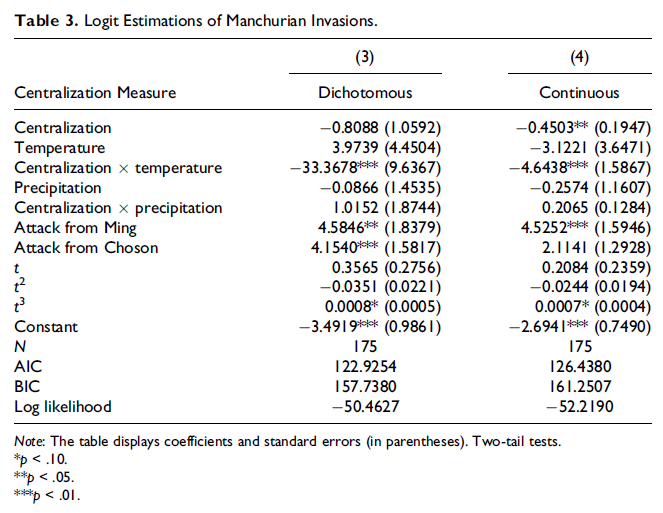 Table 3. Logit Estimations of Manchurian Invasions.
(3) (4)
Centralization Measure Dichotomous Continuous
Centralization −0.8088 (1.0592) −0.4503** (0.1947)
Temperature 3.9739 (4.4504) −3.1221 (3.6471)
Centralization × temperature −33.3678*** (9.6367) −4.6438*** (1.5867)
Precipitation −0.0866 (1.4535) −0.2574 (1.1607)
Centralization × precipitation 1.0152 (1.8744) 0.2065 (0.1284)
Attack from Ming 4.5846** (1.8379) 4.5252*** (1.5946)
Attack from Choson 4.1540*** (1.5817) 2.1141 (1.2928)
t 0.3565 (0.2756) 0.2084 (0.2359)
t² −0.0351 (0.0221) −0.0244 (0.0194)
t³ 0.0008* (0.0005) 0.0007* (0.0004)
Constant −3.4919*** (0.9861) −2.6941*** (0.7490)
N 175 175
AIC 122.9254 126.4380
BIC 157.7380 161.2507
Log likelihood −50.4627 −52.2190
Note: The table displays coefficients and standard errors (in parentheses). Two-tail tests.
*p < .10.
**p < .05.
***p < .01.